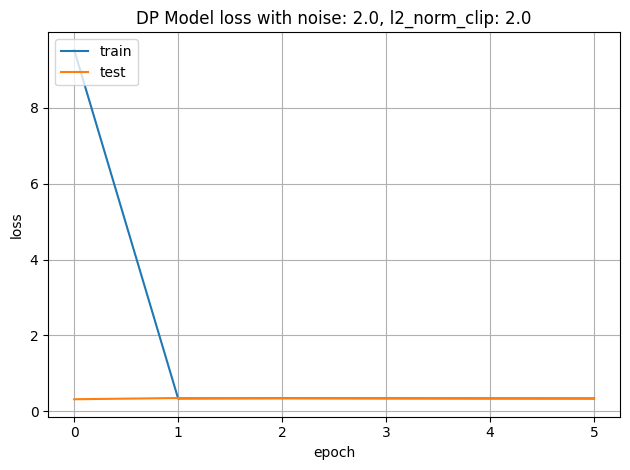 DP Model loss with noise: 2.0, l2_norm_clip: 2.0
train
test
8
6
4
2
0
loss
0 1 2 3 4 5
epoch